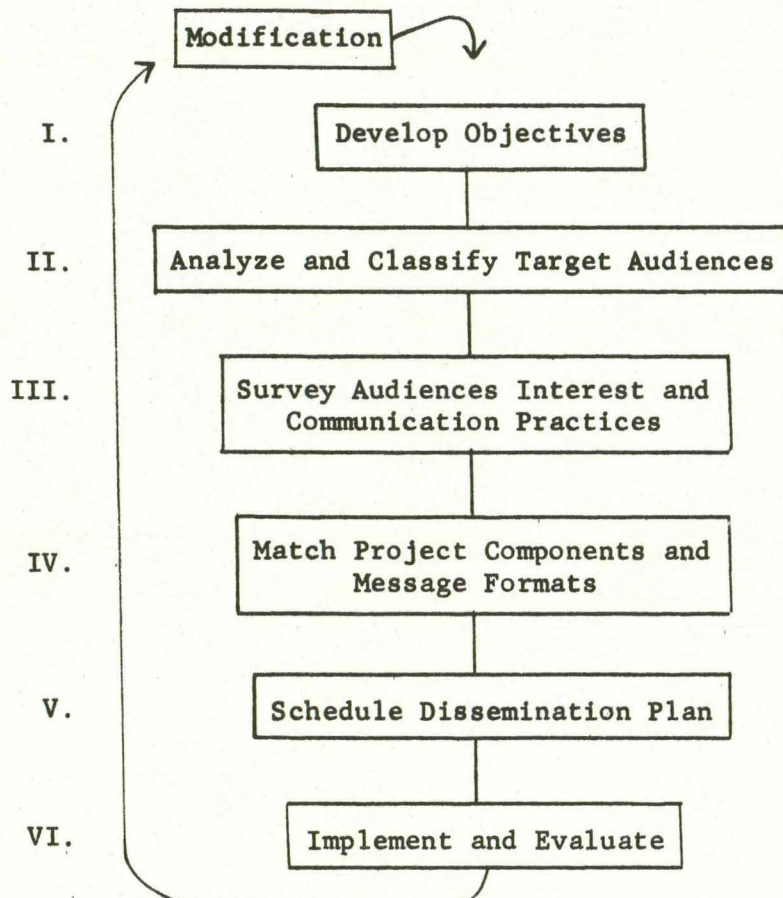 Modification
I. Develop Objectives
II. Analyze and Classify Target Audiences
III. Survey Audiences Interest and
Communication Practices
IV. Match Project Components and
Message Formats
V. Schedule Dissemination Plan
VI. Implement and Evaluate